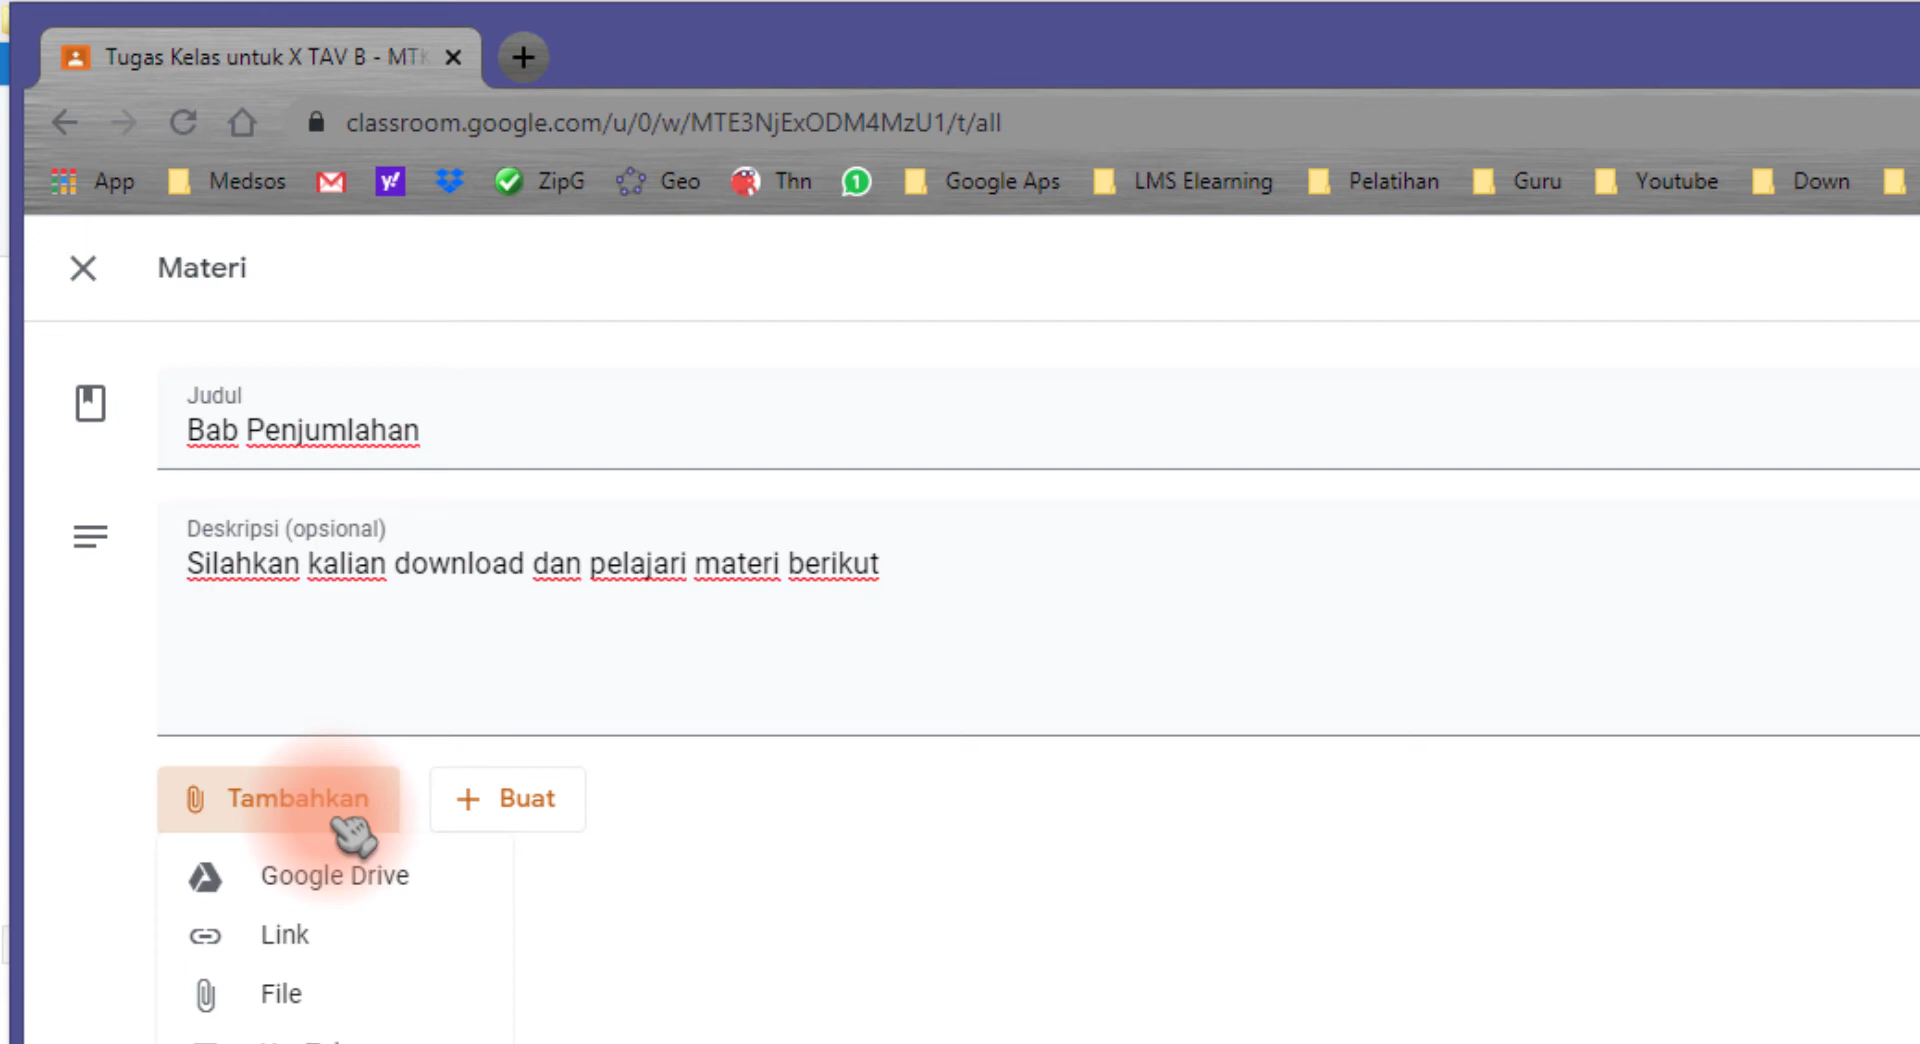 Tugas Kelas untuk X TAV B - MTK
classroom.google.com/u/0/w/MTE3NjExODM4MzU1/t/all
App Medsos y! ZipG Geo Thn 1 Google Aps LMS Elearning Pelatihan Guru Youtube Down
Materi
Judul
Bab Penjumlahan
Deskripsi (opsional)
Silahkan kalian download dan pelajari materi berikut
Tambahkan + Buat
Google Drive
Link
File